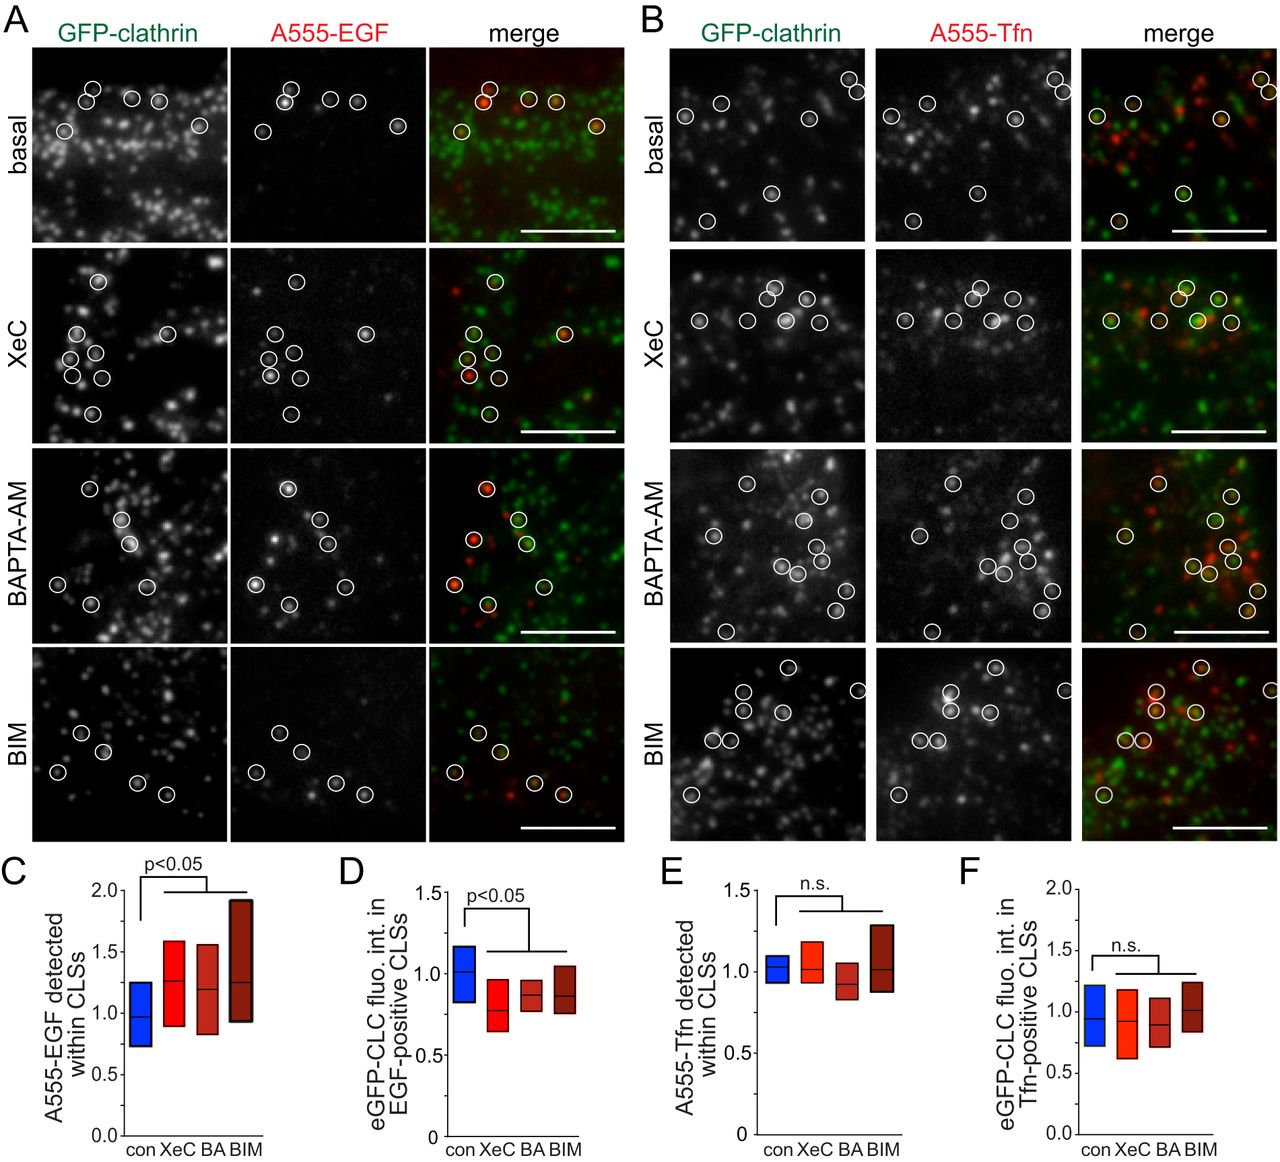 A
GFP-clathrin A555-EGF merge
basal
XeC
BAPTA-AM
BIM
B
GFP-clathrin A555-Tfn merge
basal
XeC
BAPTA-AM
BIM
C
p<0.05
A555-EGF detected
within CLSs
2.0
1.5
1.0
0.5
0.0
con XeC BA BIM
D
p<0.05
eGFP-CLC fluo. int. in
EGF-positive CLSs
1.5
1.0
0.5
0
con XeC BA BIM
E
n.s.
A555-Tfn detected
within CLSs
1.5
1.0
0.5
0
con XeC BA BIM
F
n.s.
eGFP-CLC fluo. int. in
Tfn-positive CLSs
2.0
1.5
1.0
0.5
0.0
con XeC BA BIM